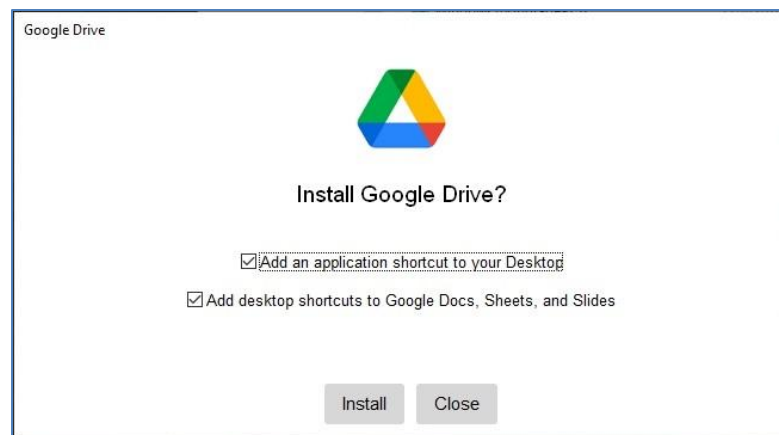 Google Drive
Install Google Drive?
Add an application shortcut to your Desktop
Add desktop shortcuts to Google Docs, Sheets, and Slides
Install Close